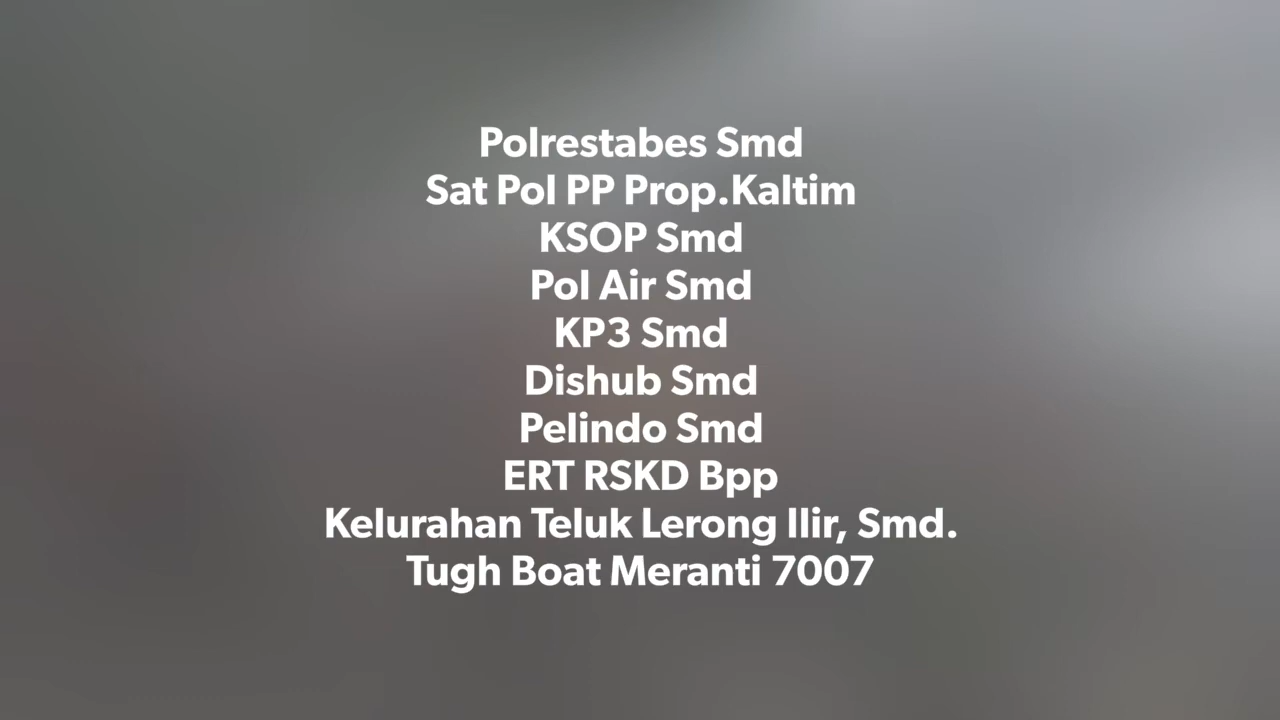 Polrestabes Smd
Sat Pol PP Prop.Kaltim
KSOP Smd
Pol Air Smd
KP3 Smd
Dishub Smd
Pelindo Smd
ERT RSKD Bpp
Kelurahan Teluk Lerong Ilir, Smd.
Tugh Boat Meranti 7007